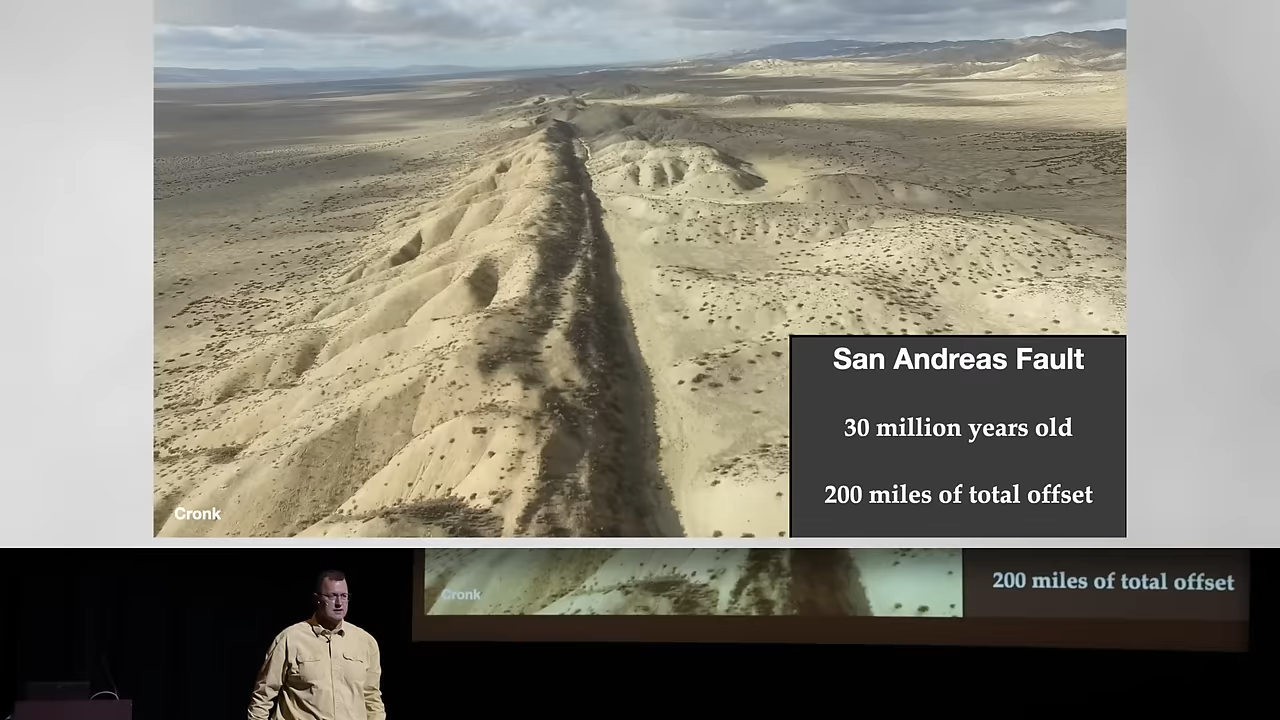 San Andreas Fault
30 million years old
200 miles of total offset
Cronk
Cronk
200 miles of total offset